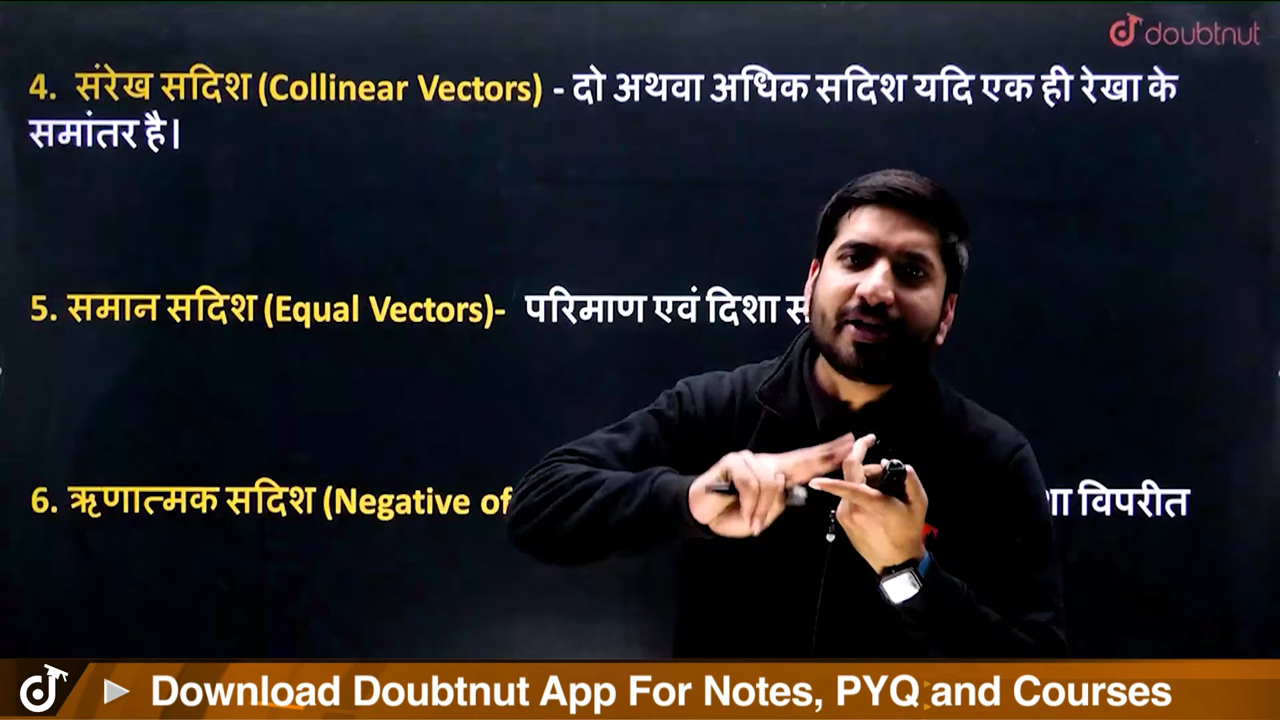 doubtnut
4. संरेख सदिश (Collinear Vectors) - दो अथवा अधिक सदिश यदि एक ही रेखा के
समांतर है।
5. समान सदिश (Equal Vectors)- परिमाण एवं दिशा
6. ऋणात्मक सदिश (Negative of विपरीत
Download Doubtnut App For Notes, PYQ and Courses